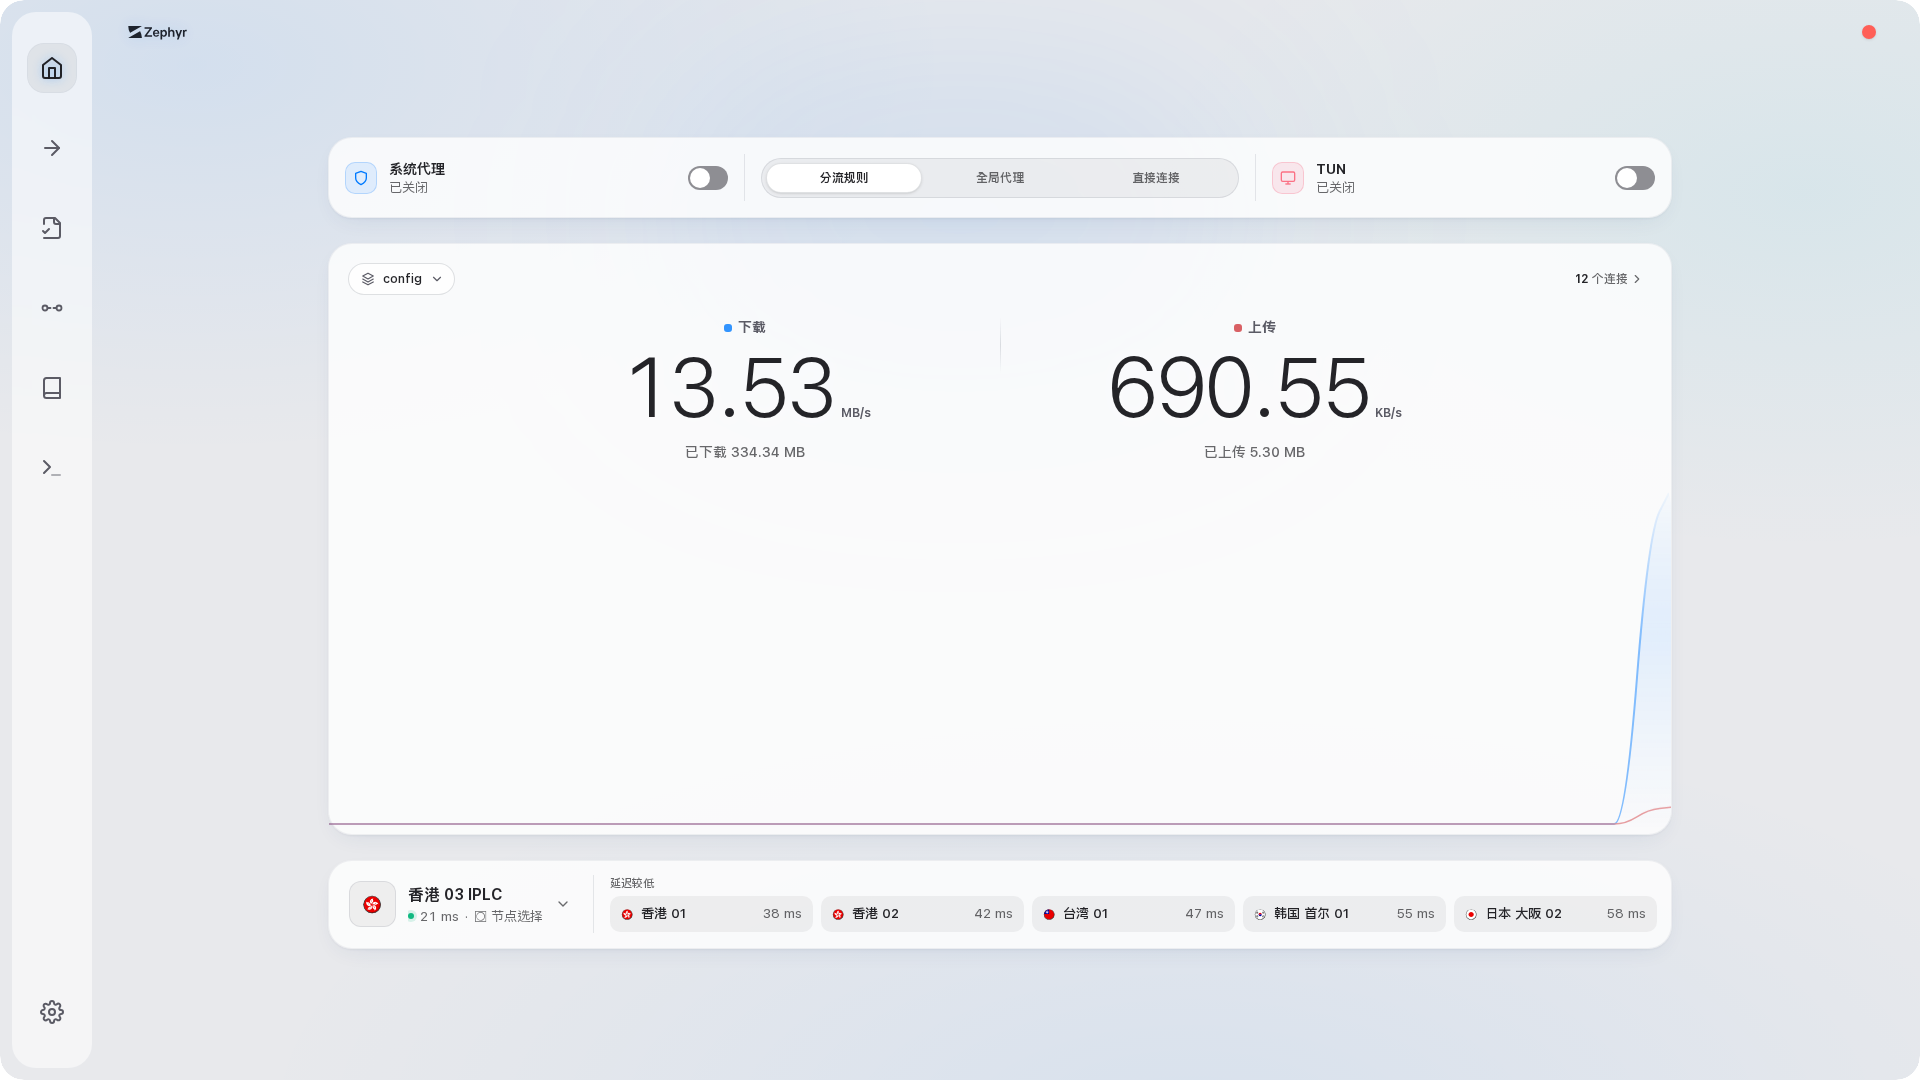 Zephyr
系统代理
已关闭
分流规则
全局代理
直接连接
TUN
已关闭
config
12 个连接
下载
13.53 MB/s
已下载 334.34 MB
上传
690.55 KB/s
已上传 5.30 MB
香港 03 IPLC
21 ms · 节点选择
延迟较低
香港 01 38 ms
香港 02 42 ms
台湾 01 47 ms
韩国 首尔 01 55 ms
日本 大阪 02 58 ms